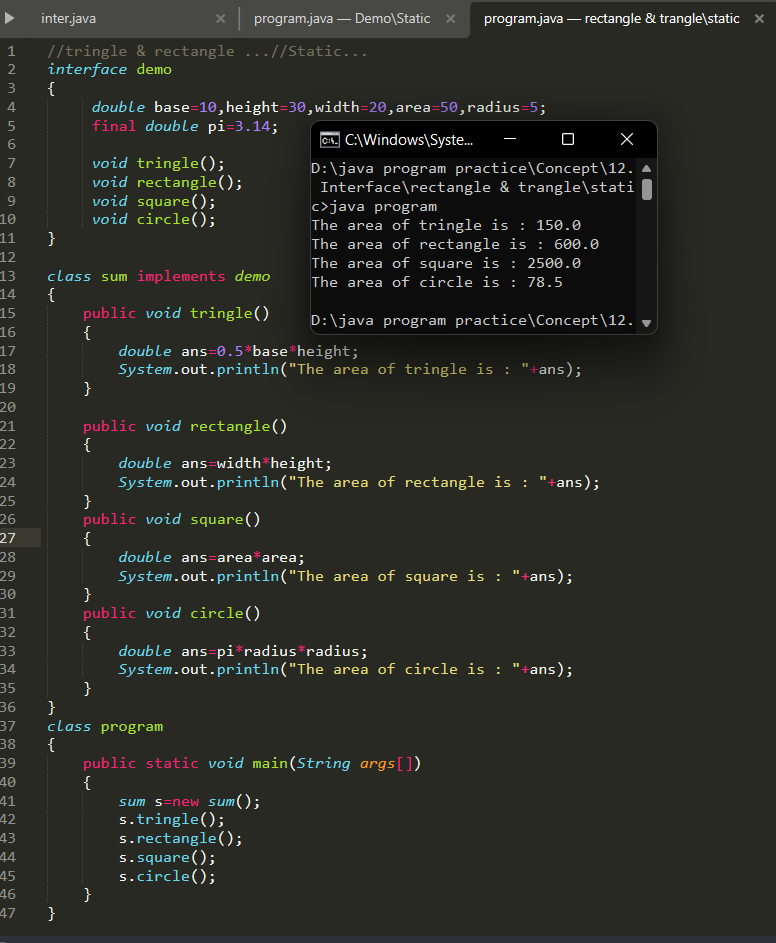 inter.java × program.java — Demo\Static × program.java — rectangle & trangle\static ×
1 //tringle & rectangle ...//Static...
2 interface demo
3 {
4 double base=10,height=30,width=20,area=50,radius=5;
5 final double pi=3.14;
6
7 void tringle();
8 void rectangle();
9 void square();
10 void circle();
11 }
12
13 class sum implements demo
14 {
15 public void tringle()
16 {
17 double ans=0.5*base*height;
18 System.out.println("The area of tringle is : "+ans);
19 }
20
21 public void rectangle()
22 {
23 double ans=width*height;
24 System.out.println("The area of rectangle is : "+ans);
25 }
26 public void square()
27 {
28 double ans=area*area;
29 System.out.println("The area of square is : "+ans);
30 }
31 public void circle()
32 {
33 double ans=pi*radius*radius;
34 System.out.println("The area of circle is : "+ans);
35 }
36 }
37 class program
38 {
39 public static void main(String args[])
40 {
41 sum s=new sum();
42 s.tringle();
43 s.rectangle();
44 s.square();
45 s.circle();
46 }
47 }
C:\Windows\Syste...
D:\java program practice\Concept\12.
Interface\rectangle & trangle\stati
c>java program
The area of tringle is : 150.0
The area of rectangle is : 600.0
The area of square is : 2500.0
The area of circle is : 78.5
D:\java program practice\Concept\12.